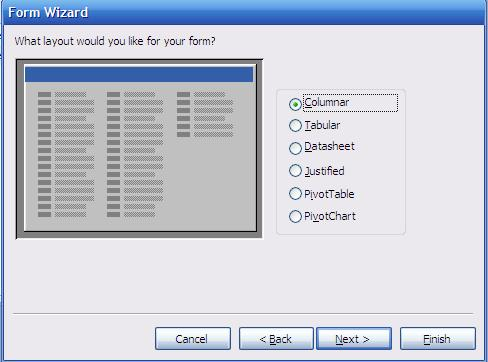 Form Wizard
What layout would you like for your form?
Columnar
Tabular
Datasheet
Justified
PivotTable
PivotChart
Cancel
< Back
Next >
Finish